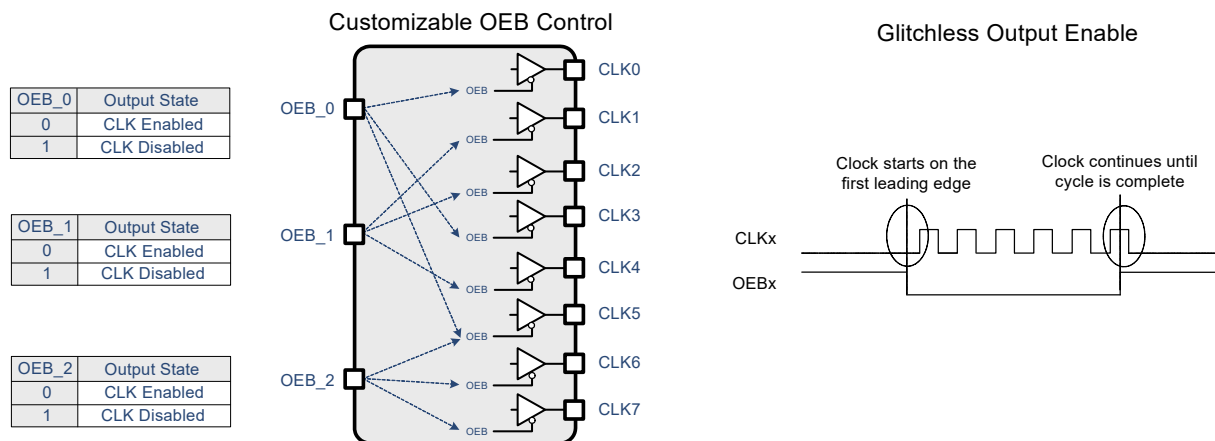 Customizable OEB Control
Glitchless Output Enable
OEB_0 Output State
0 CLK Enabled
1 CLK Disabled
OEB_1 Output State
0 CLK Enabled
1 CLK Disabled
OEB_2 Output State
0 CLK Enabled
1 CLK Disabled
OEB_0
OEB_1
OEB_2
OEB
OEB
OEB
OEB
OEB
OEB
OEB
OEB
CLK0
CLK1
CLK2
CLK3
CLK4
CLK5
CLK6
CLK7
Clock starts on the
first leading edge
Clock continues until
cycle is complete
CLKx
OEBx